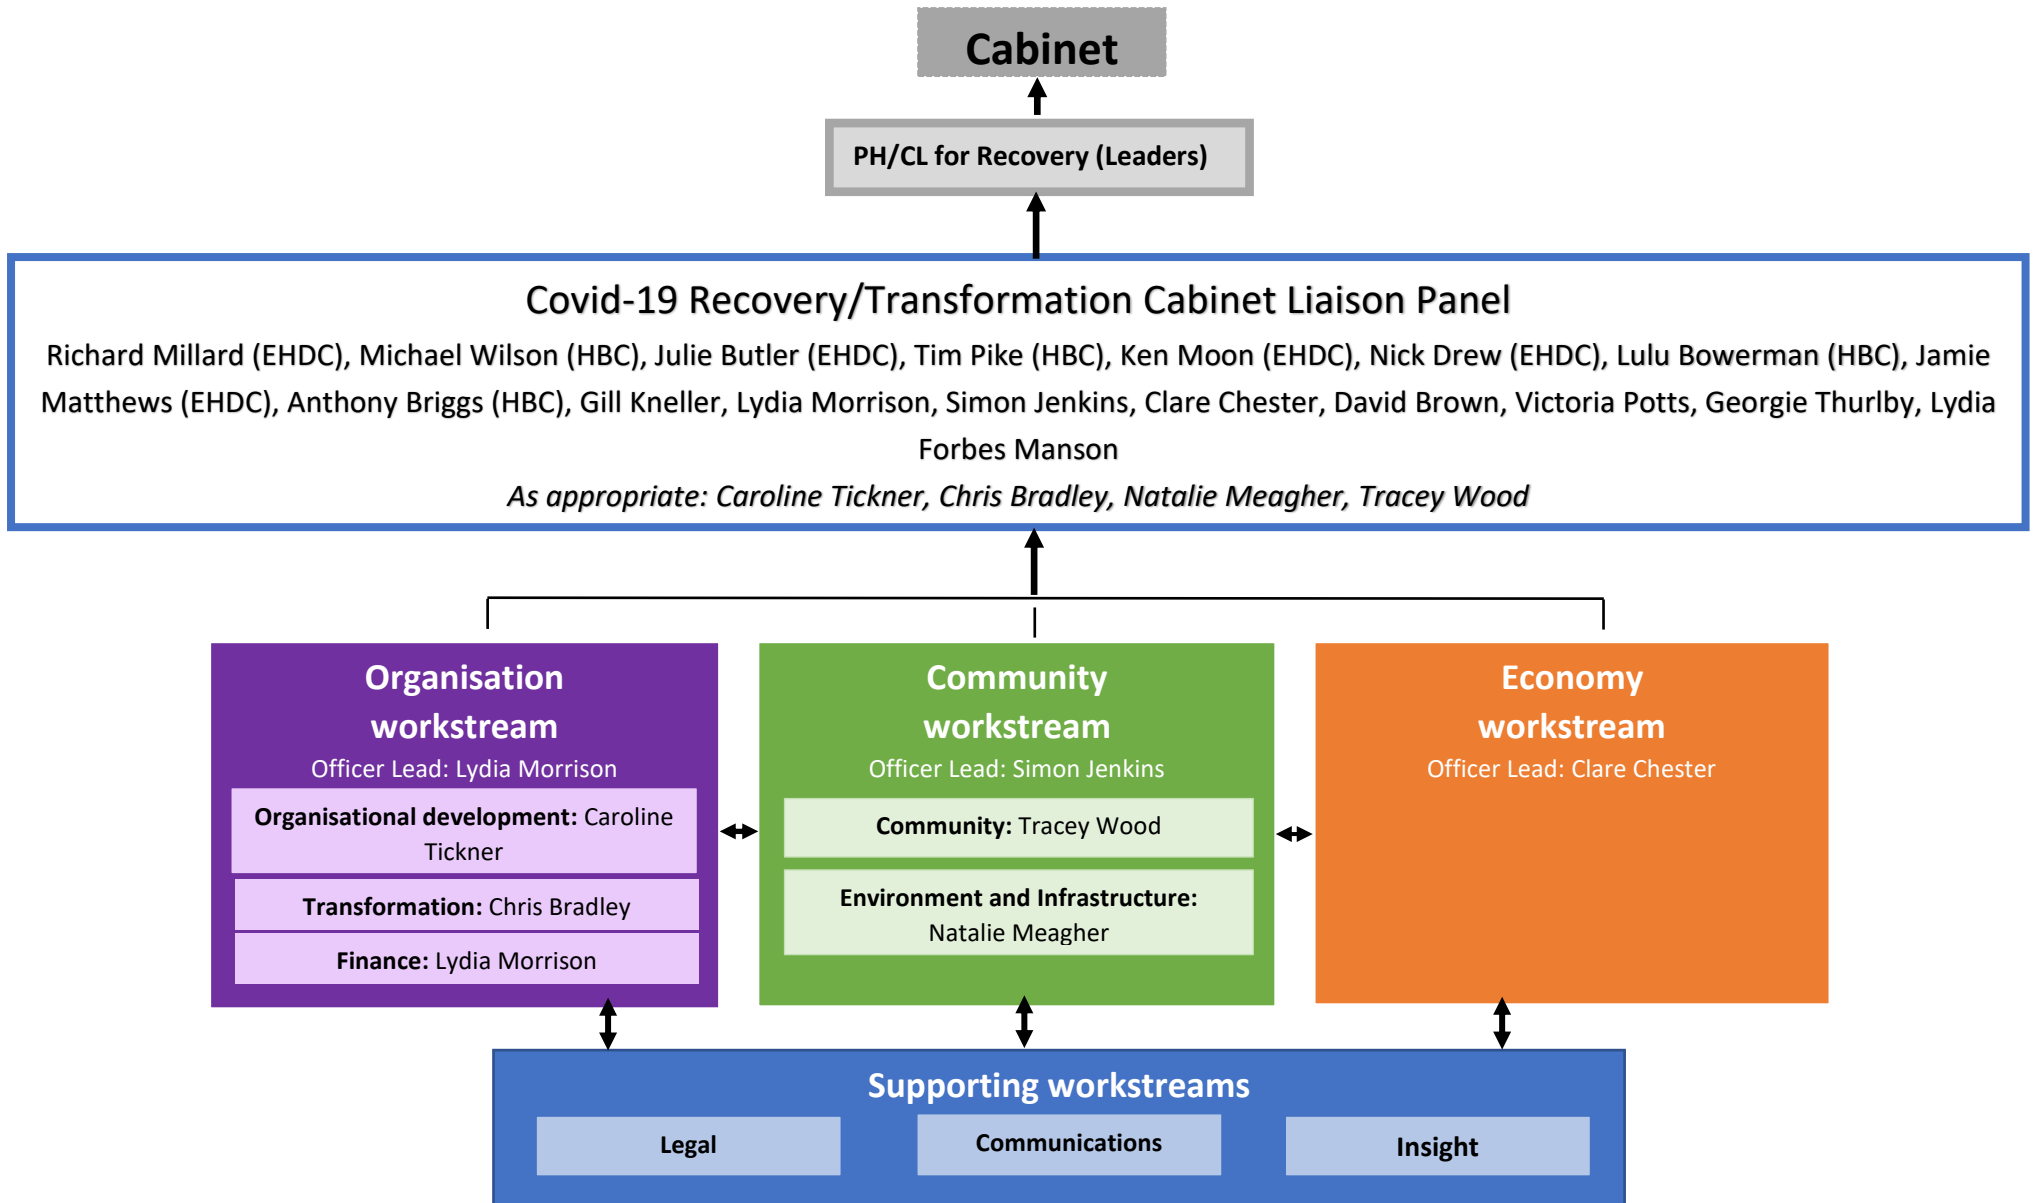 Cabinet
PH/CL for Recovery (Leaders)
Covid-19 Recovery/Transformation Cabinet Liaison Panel
Richard Millard (EHDC), Michael Wilson (HBC), Julie Butler (EHDC), Tim Pike (HBC), Ken Moon (EHDC), Nick Drew (EHDC), Lulu Bowerman (HBC), Jamie
Matthews (EHDC), Anthony Briggs (HBC), Gill Kneller, Lydia Morrison, Simon Jenkins, Clare Chester, David Brown, Victoria Potts, Georgie Thurlby, Lydia
Forbes Manson
As appropriate: Caroline Tickner, Chris Bradley, Natalie Meagher, Tracey Wood
Organisation
workstream
Officer Lead: Lydia Morrison
Organisational development: Caroline
Tickner
Transformation: Chris Bradley
Finance: Lydia Morrison
Community
workstream
Officer Lead: Simon Jenkins
Community: Tracey Wood
Environment and Infrastructure:
Natalie Meagher
Economy
workstream
Officer Lead: Clare Chester
Supporting workstreams
Legal
Communications
Insight